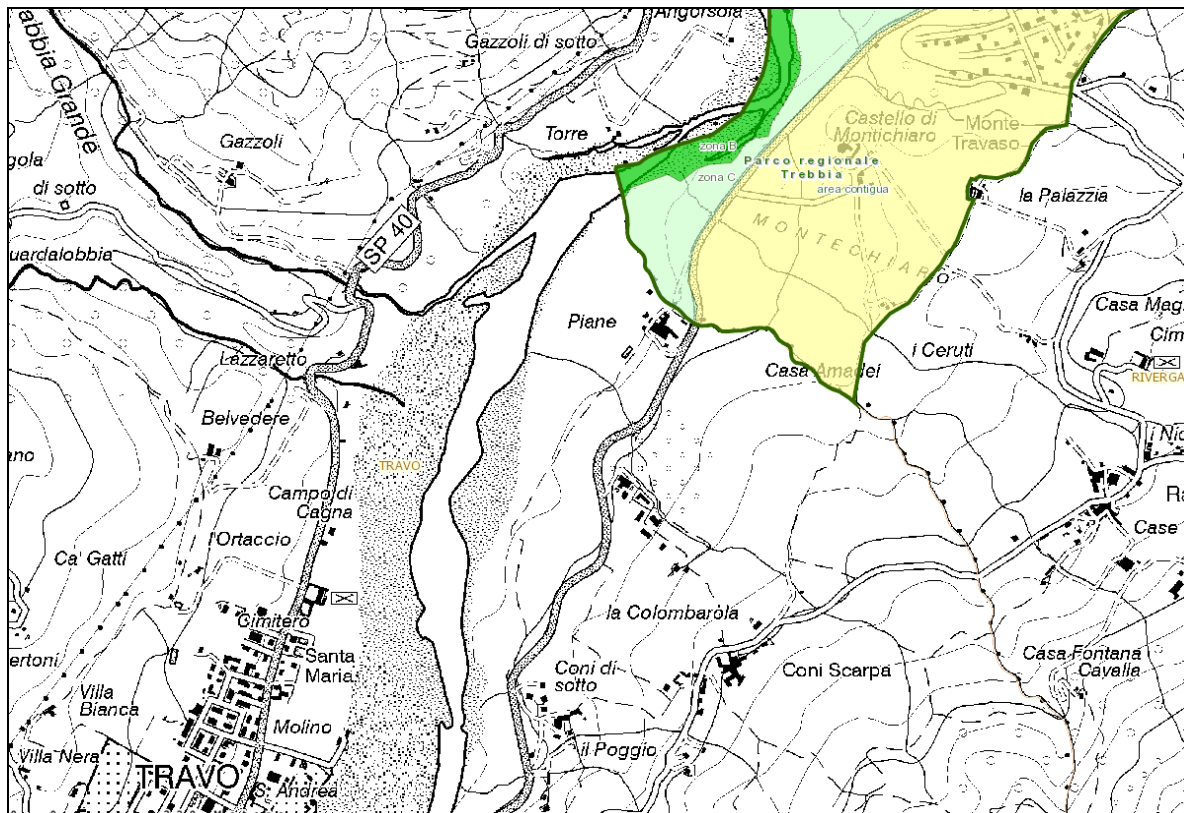 Angorsola
abbia Grande
Gazzoli di sotto
Gazzoli
Torre
Castello di
Montichiaro
Monte
Travaso
zona B
Parco regionale
Trebbia
zona C
area contigua
gola
di sotto
la Palazzia
SP 40
MONTECHIARO
uardalobbia
Piane
Casa Mag
Cim
i Ceruti
Lazzaretto
Casa Amadei
RIVERGA
Belvedere
ano
TRAVO
i Nic
Campo di
Cagna
Ra
l'Ortaccio
Case
Ca' Gatti
la Colombaròla
Cimitero
Santa
Maria
ertoni
Coni di
sotto
Coni Scarpa
Casa Fontana
Cavalla
Villa
Bianca
Molino
il Poggio
Villa Nera
TRAVO
S. Andrea